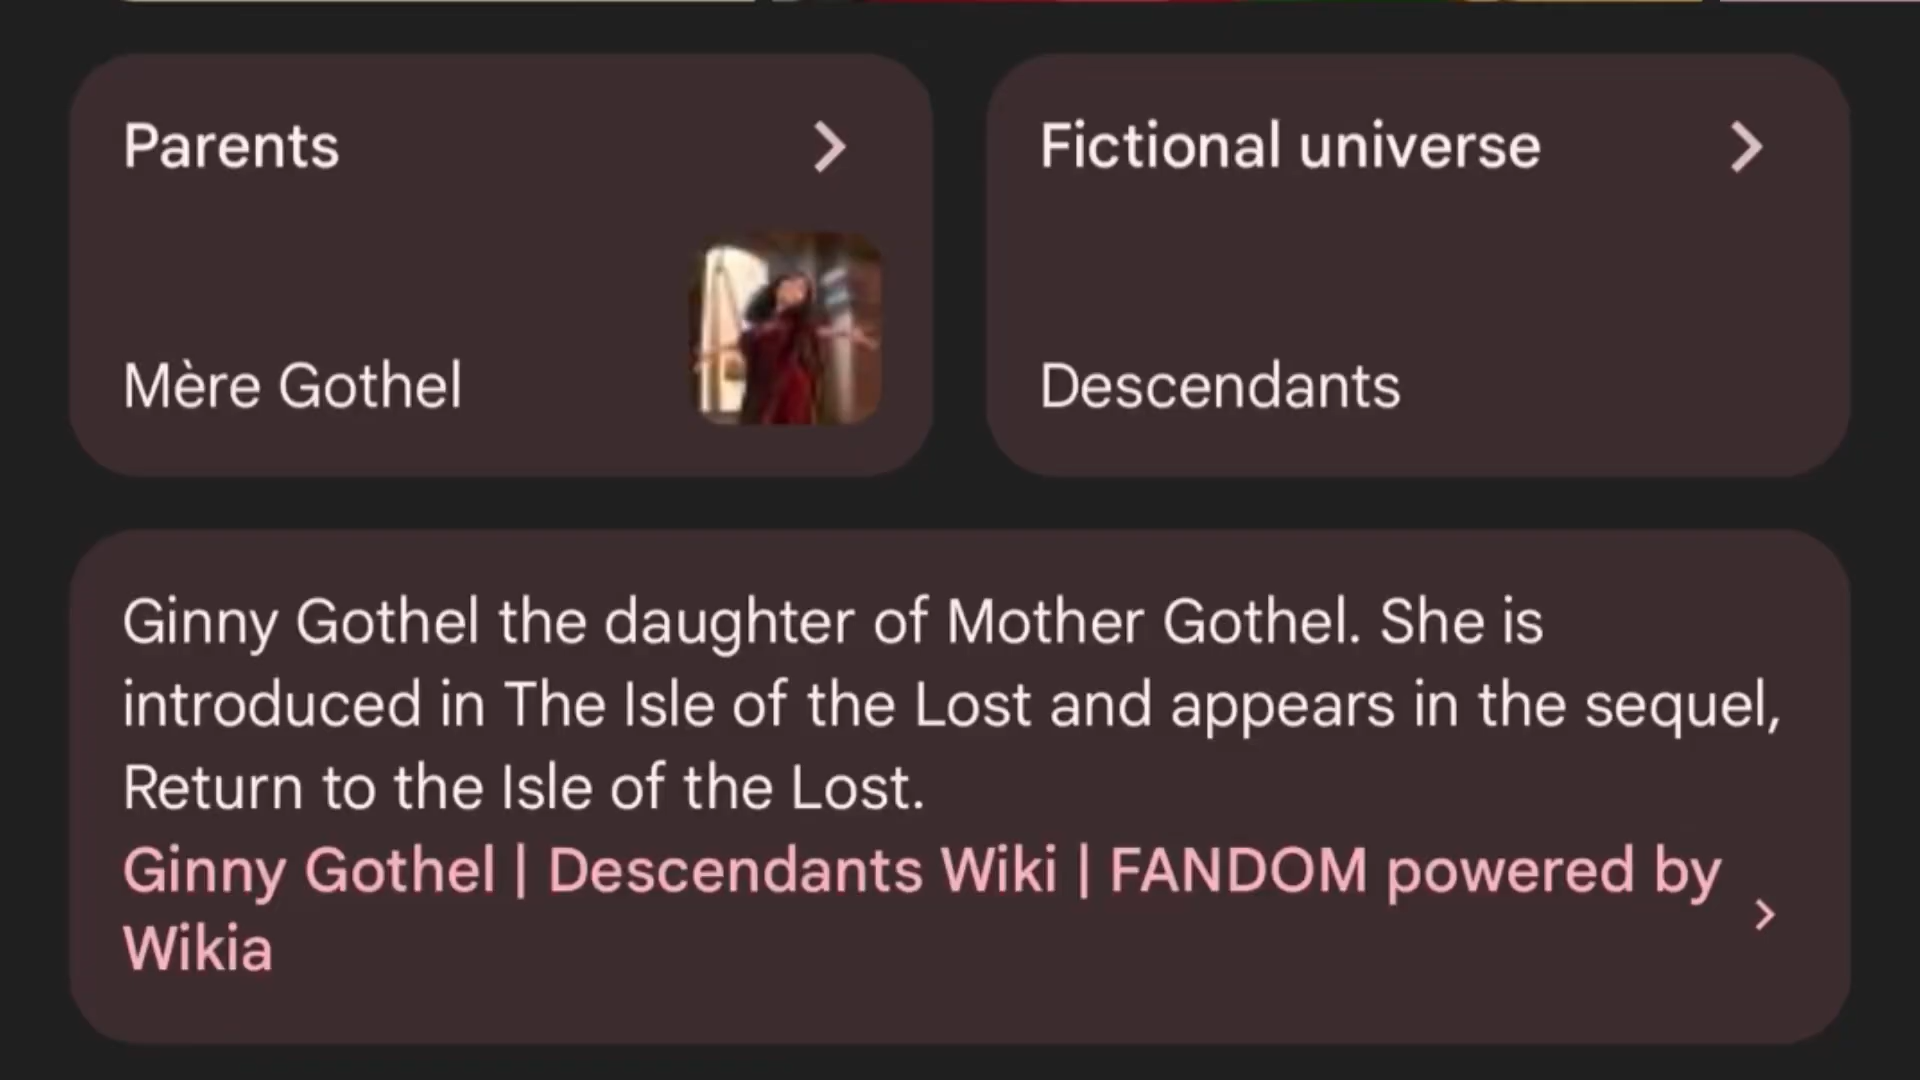 Parents
Fictional universe
Mère Gothel
Descendants
Ginny Gothel the daughter of Mother Gothel. She is
introduced in The Isle of the Lost and appears in the sequel,
Return to the Isle of the Lost.
Ginny Gothel | Descendants Wiki | FANDOM powered by
Wikia